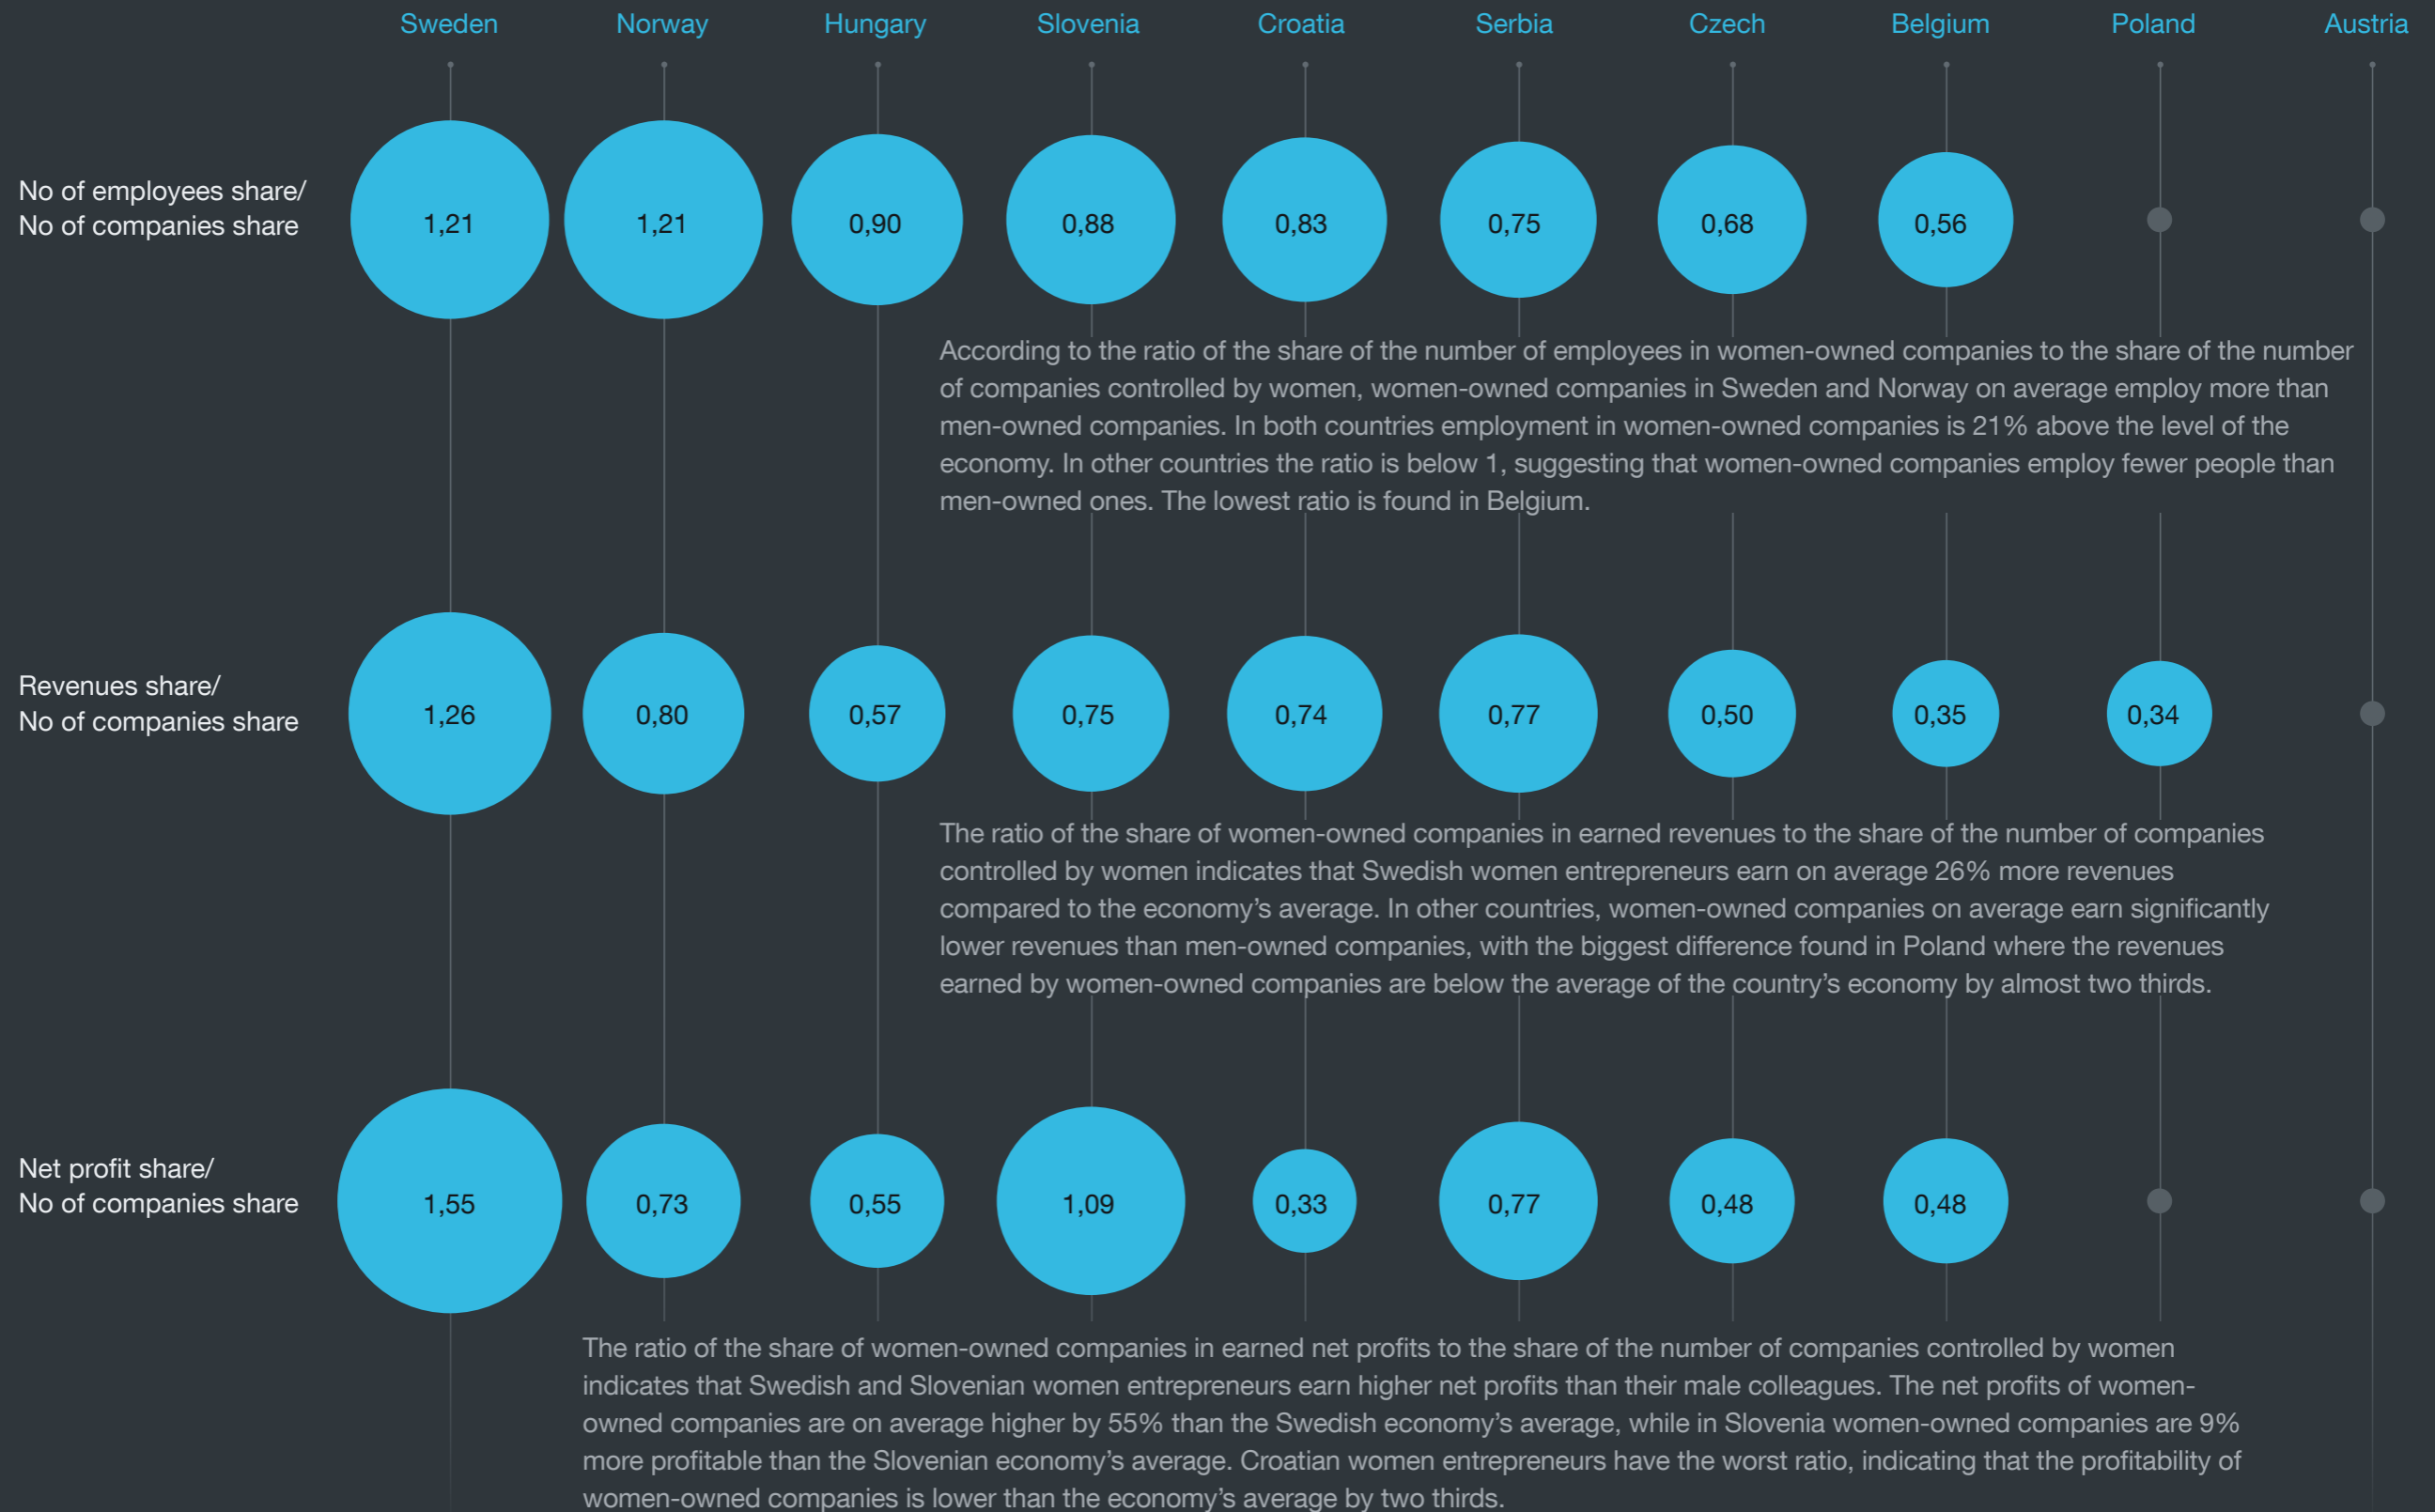 Sweden Norway Hungary Slovenia Croatia Serbia Czech Belgium Poland Austria
No of employees share/
No of companies share
1,21 1,21 0,90 0,88 0,83 0,75 0,68 0,56
According to the ratio of the share of the number of employees in women-owned companies to the share of the number
of companies controlled by women, women-owned companies in Sweden and Norway on average employ more than
men-owned companies. In both countries employment in women-owned companies is 21% above the level of the
economy. In other countries the ratio is below 1, suggesting that women-owned companies employ fewer people than
men-owned ones. The lowest ratio is found in Belgium.
Revenues share/
No of companies share
1,26 0,80 0,57 0,75 0,74 0,77 0,50 0,35 0,34
The ratio of the share of women-owned companies in earned revenues to the share of the number of companies
controlled by women indicates that Swedish women entrepreneurs earn on average 26% more revenues
compared to the economy’s average. In other countries, women-owned companies on average earn significantly
lower revenues than men-owned companies, with the biggest difference found in Poland where the revenues
earned by women-owned companies are below the average of the country’s economy by almost two thirds.
Net profit share/
No of companies share
1,55 0,73 0,55 1,09 0,33 0,77 0,48 0,48
The ratio of the share of women-owned companies in earned net profits to the share of the number of companies controlled by women
indicates that Swedish and Slovenian women entrepreneurs earn higher net profits than their male colleagues. The net profits of women-
owned companies are on average higher by 55% than the Swedish economy’s average, while in Slovenia women-owned companies are 9%
more profitable than the Slovenian economy’s average. Croatian women entrepreneurs have the worst ratio, indicating that the profitability of
women-owned companies is lower than the economy’s average by two thirds.